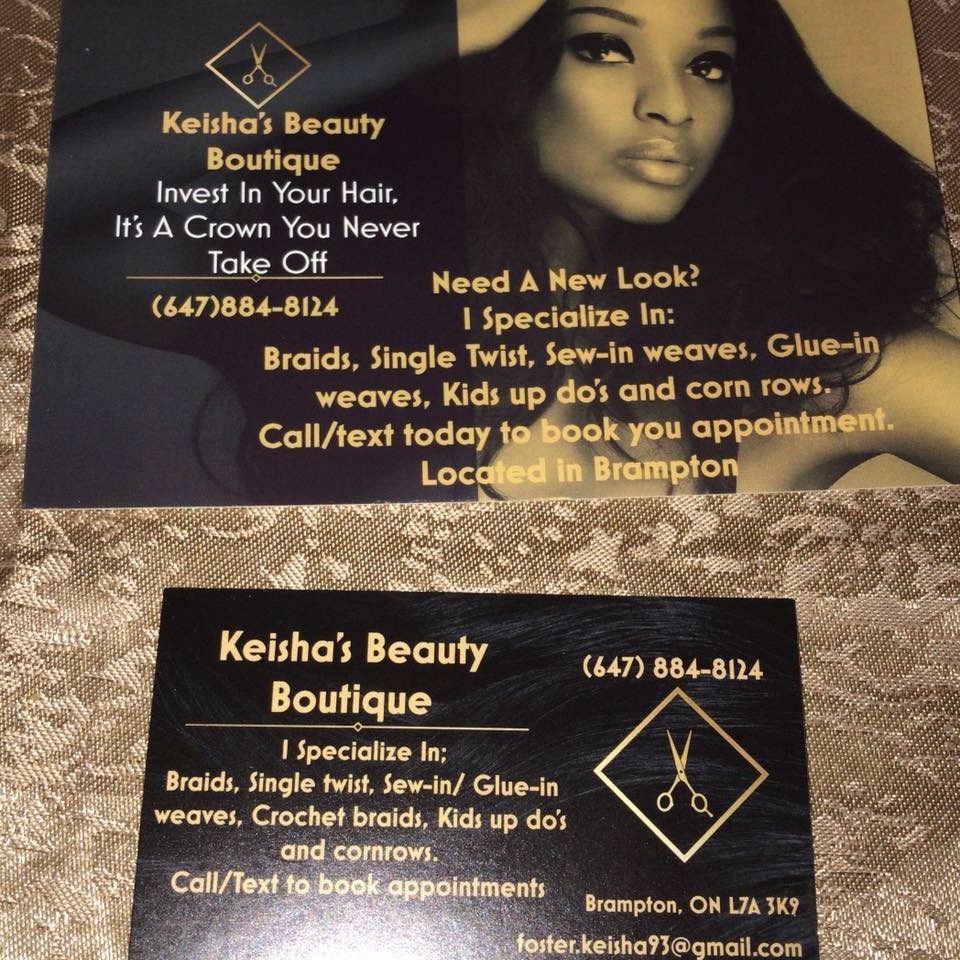 Keisha's Beauty
Boutique
Invest In Your Hair,
It's A Crown You Never
Take Off
(647)884-8124
Need A New Look?
I Specialize In:
Braids, Single Twist, Sew-in weaves, Glue-in
weaves, Kids up do's and corn rows.
Call/text today to book you appointment.
Located in Brampton
Keisha's Beauty
Boutique
I Specialize In;
Braids, Single twist, Sew-in/ Glue-in
weaves, Crochet braids, Kids up do's
and cornrows.
Call/Text to book appointments
(647) 884-8124
Brampton, ON L7A 3K9
foster.keisha93@gmail.com